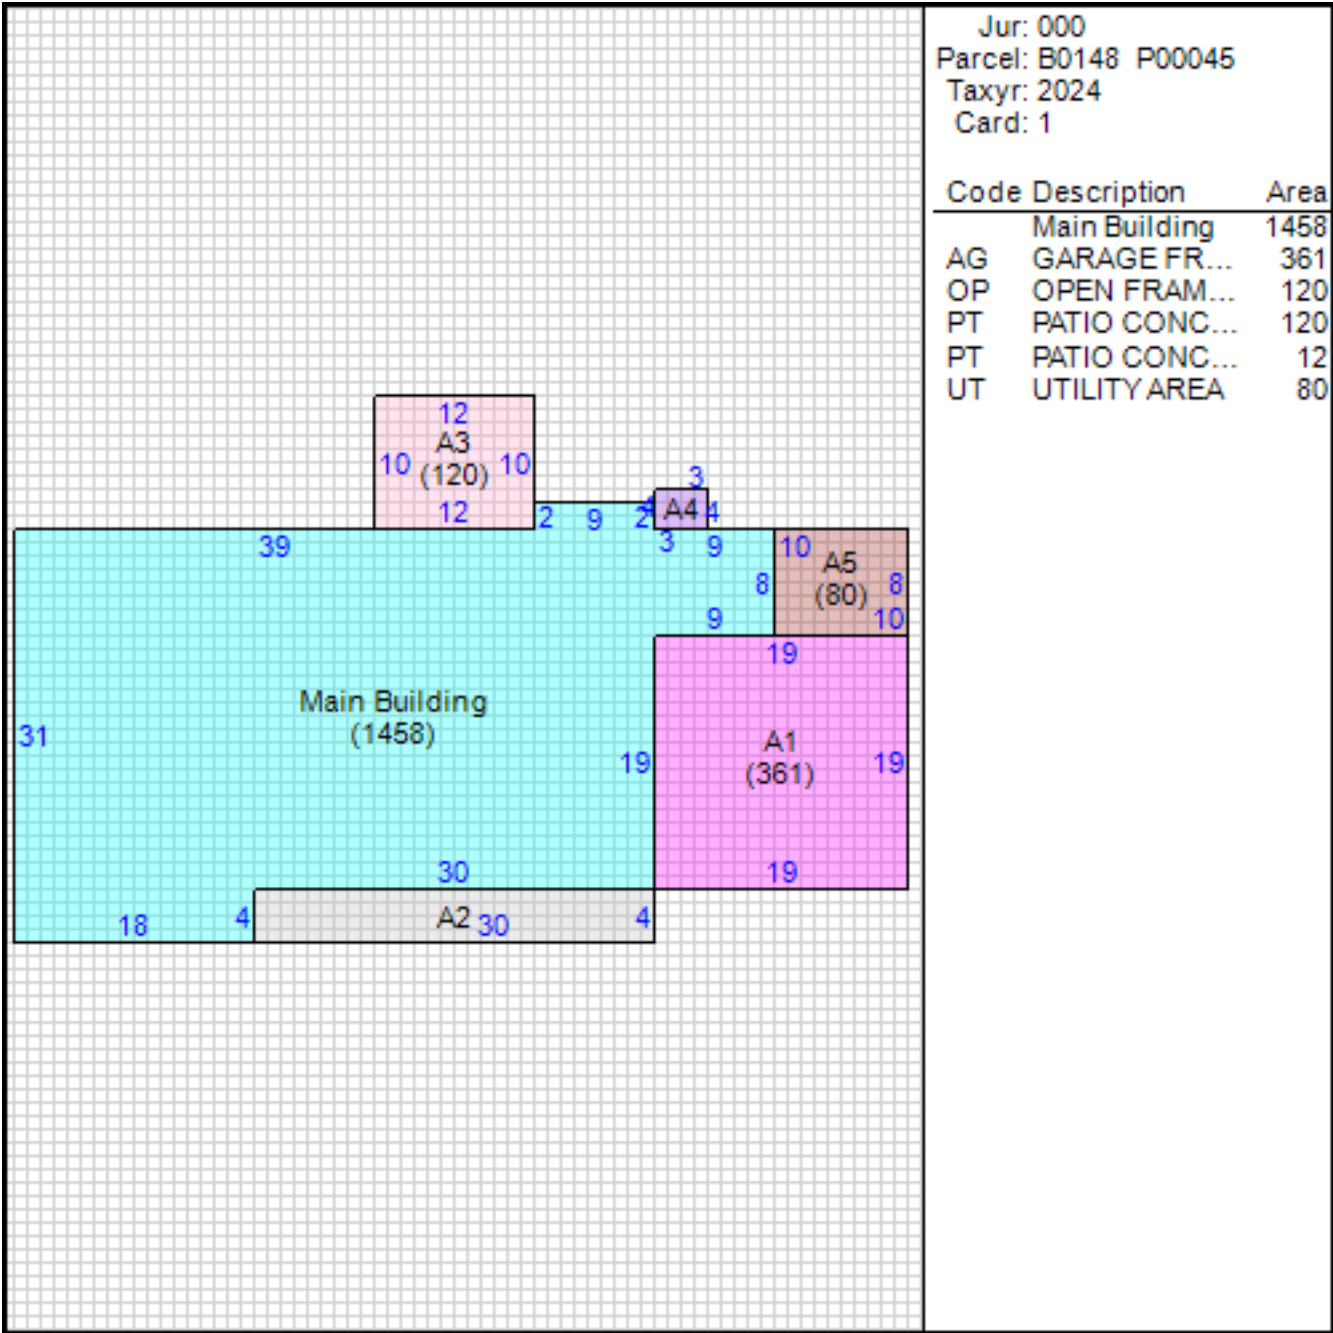 Jur: 000
Parcel: B0148 P00045
Taxyr: 2024
Card: 1
Code Description Area
Main Building 1458
AG GARAGE FR... 361
OP OPEN FRAM... 120
PT PATIO CONC... 120
PT PATIO CONC... 12
UT UTILITY AREA 80
12
A3
10 (120) 10
12
3
A4 4
2 9 2
39 3 9 10
A5
8 (80) 8
9 10
19
Main Building
(1458)
31 19
A1
(361) 19
30 19
18 4 A2 30 4